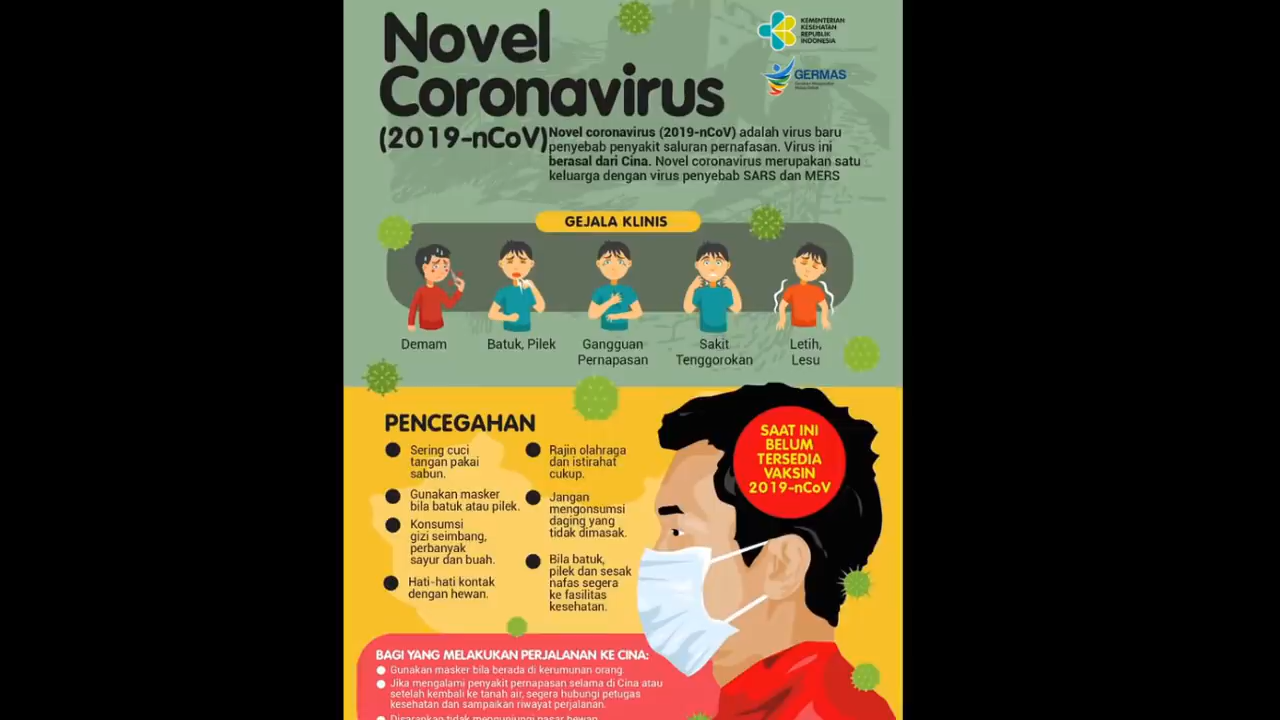 Novel
Coronavirus
(2019-nCoV)
KEMENTERIAN
KESEHATAN
REPUBLIK
INDONESIA
GERMAS
Novel coronavirus (2019-nCoV) adalah virus baru
penyebab penyakit saluran pernafasan. Virus ini
berasal dari Cina. Novel coronavirus merupakan satu
keluarga dengan virus penyebab SARS dan MERS
GEJALA KLINIS
Demam
Batuk, Pilek
Gangguan
Pernapasan
Sakit
Tenggorokan
Letih,
Lesu
PENCEGAHAN
Sering cuci
tangan pakai
sabun.
Gunakan masker
bila batuk atau pilek.
Konsumsi
gizi seimbang,
perbanyak
sayur dan buah.
Hati-hati kontak
dengan hewan.
Rajin olahraga
dan istirahat
cukup.
Jangan
mengonsumsi
daging yang
tidak dimasak.
Bila batuk,
pilek dan sesak
nafas segera
ke fasilitas
kesehatan.
SAAT INI
BELUM
TERSEDIA
VAKSIN
2019-nCoV
BAGI YANG MELAKUKAN PERJALANAN KE CINA:
Gunakan masker bila berada di kerumunan orang.
Jika mengalami penyakit pernapasan selama di Cina atau
setelah kembali ke tanah air, segera hubungi petugas
kesehatan dan sampaikan riwayat perjalanan.
Disarankan tidak mengunjungi pasar hewan